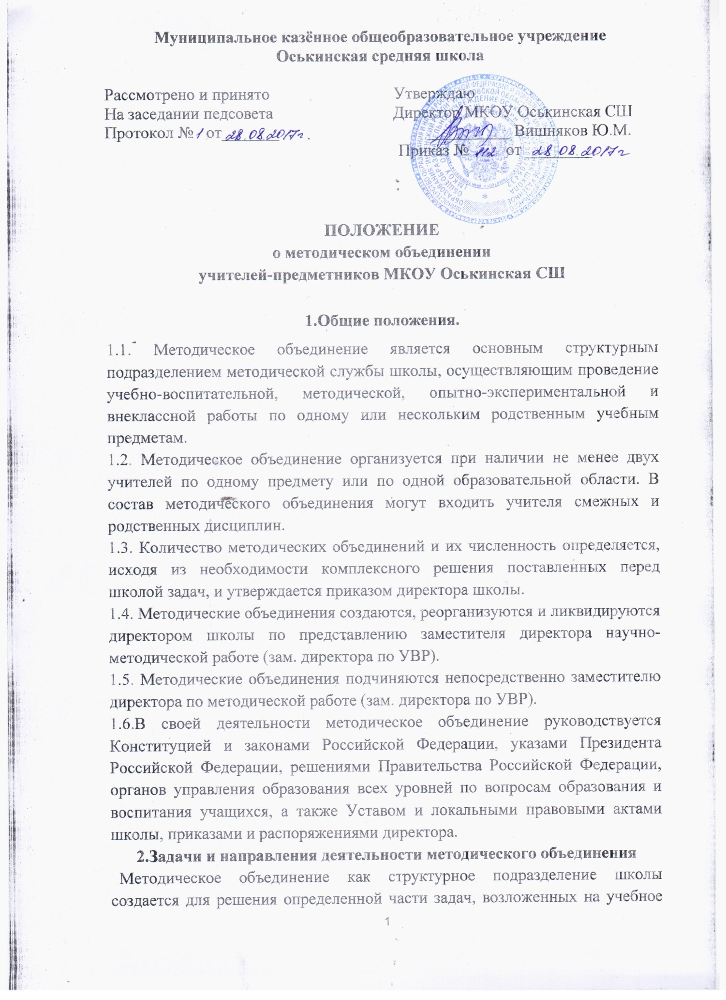 Муниципальное казённое общеобразовательное учреждение
Оськинская средняя школа
Рассмотрено и принято
На заседании педсовета
Протокол №1 от 28.08.2017г.
Утверждаю
Директор МКОУ Оськинская СШ
Вишняков Ю.М.
Приказ № 112 от 28.08.2017г
ПОЛОЖЕНИЕ
о методическом объединении
учителей-предметников МКОУ Оськинская СШ
1.Общие положения.
1.1. Методическое объединение является основным структурным
подразделением методической службы школы, осуществляющим проведение
учебно-воспитательной, методической, опытно-экспериментальной и
внеклассной работы по одному или нескольким родственным учебным
предметам.
1.2. Методическое объединение организуется при наличии не менее двух
учителей по одному предмету или по одной образовательной области. В
состав методического объединения могут входить учителя смежных и
родственных дисциплин.
1.3. Количество методических объединений и их численность определяется,
исходя из необходимости комплексного решения поставленных перед
школой задач, и утверждается приказом директора школы.
1.4. Методические объединения создаются, реорганизуются и ликвидируются
директором школы по представлению заместителя директора научно-
методической работе (зам. директора по УВР).
1.5. Методические объединения подчиняются непосредственно заместителю
директора по методической работе (зам. директора по УВР).
1.6.В своей деятельности методическое объединение руководствуется
Конституцией и законами Российской Федерации, указами Президента
Российской Федерации, решениями Правительства Российской Федерации,
органов управления образования всех уровней по вопросам образования и
воспитания учащихся, а также Уставом и локальными правовыми актами
школы, приказами и распоряжениями директора.
2.Задачи и направления деятельности методического объединения
Методическое объединение как структурное подразделение школы
создается для решения определенной части задач, возложенных на учебное
1